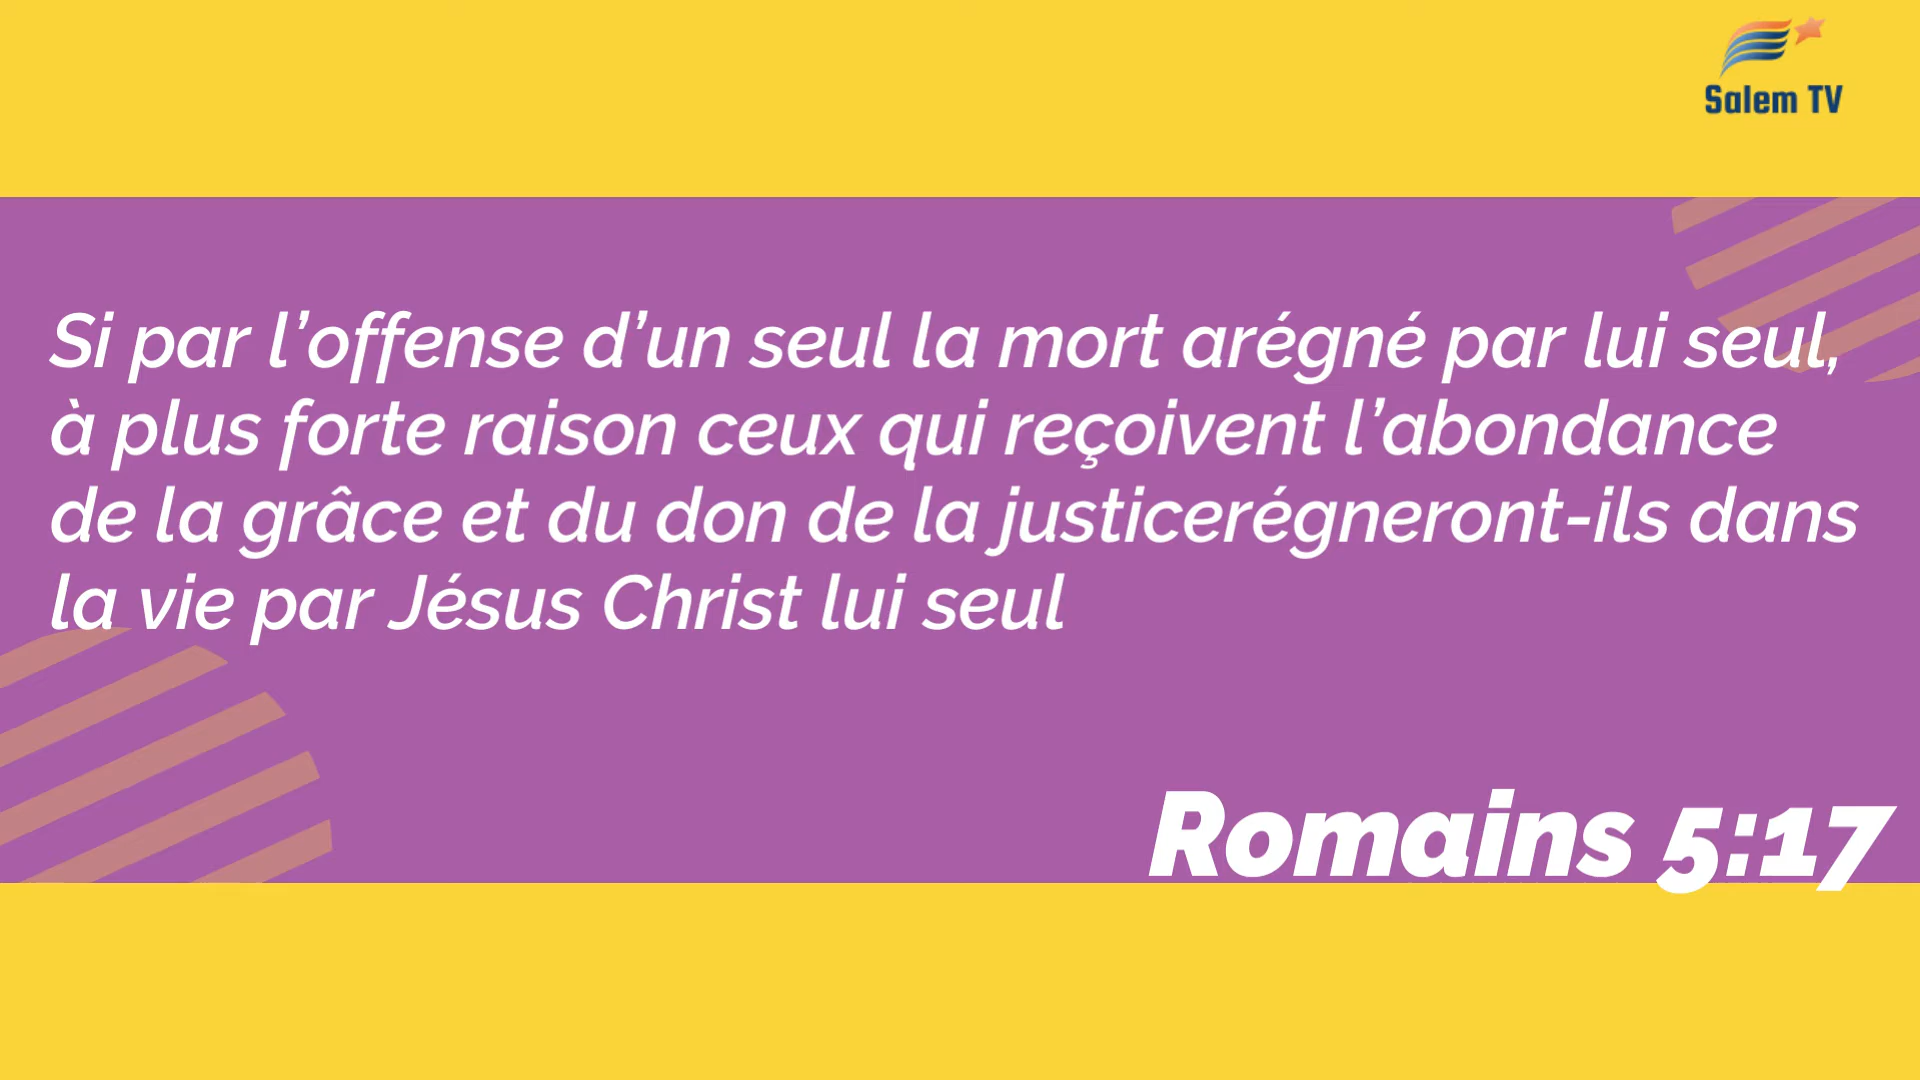 Salem TV
Si par l’offense d’un seul la mort arégné par lui seul,
à plus forte raison ceux qui reçoivent l’abondance
de la grâce et du don de la justicerégneront-ils dans
la vie par Jésus Christ lui seul
Romains 5:17